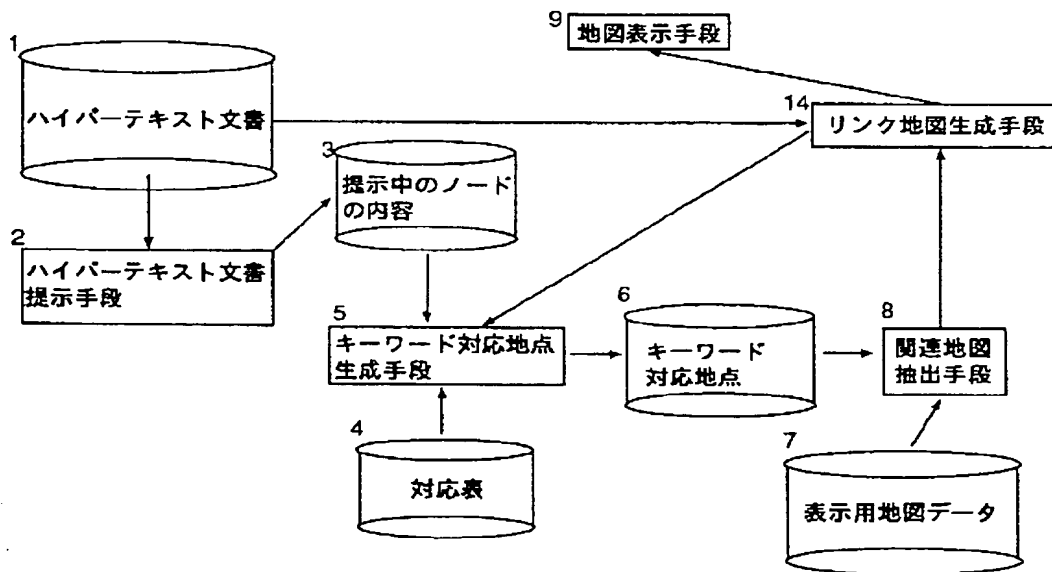 9
地図表示手段
1
ハイパーテキスト文書
14
リンク地図生成手段
3
提示中のノード
の内容
2
ハイパーテキスト文書
提示手段
5
キーワード対応地点
生成手段
6
キーワード
対応地点
8
関連地図
抽出手段
4
対応表
7
表示用地図データ